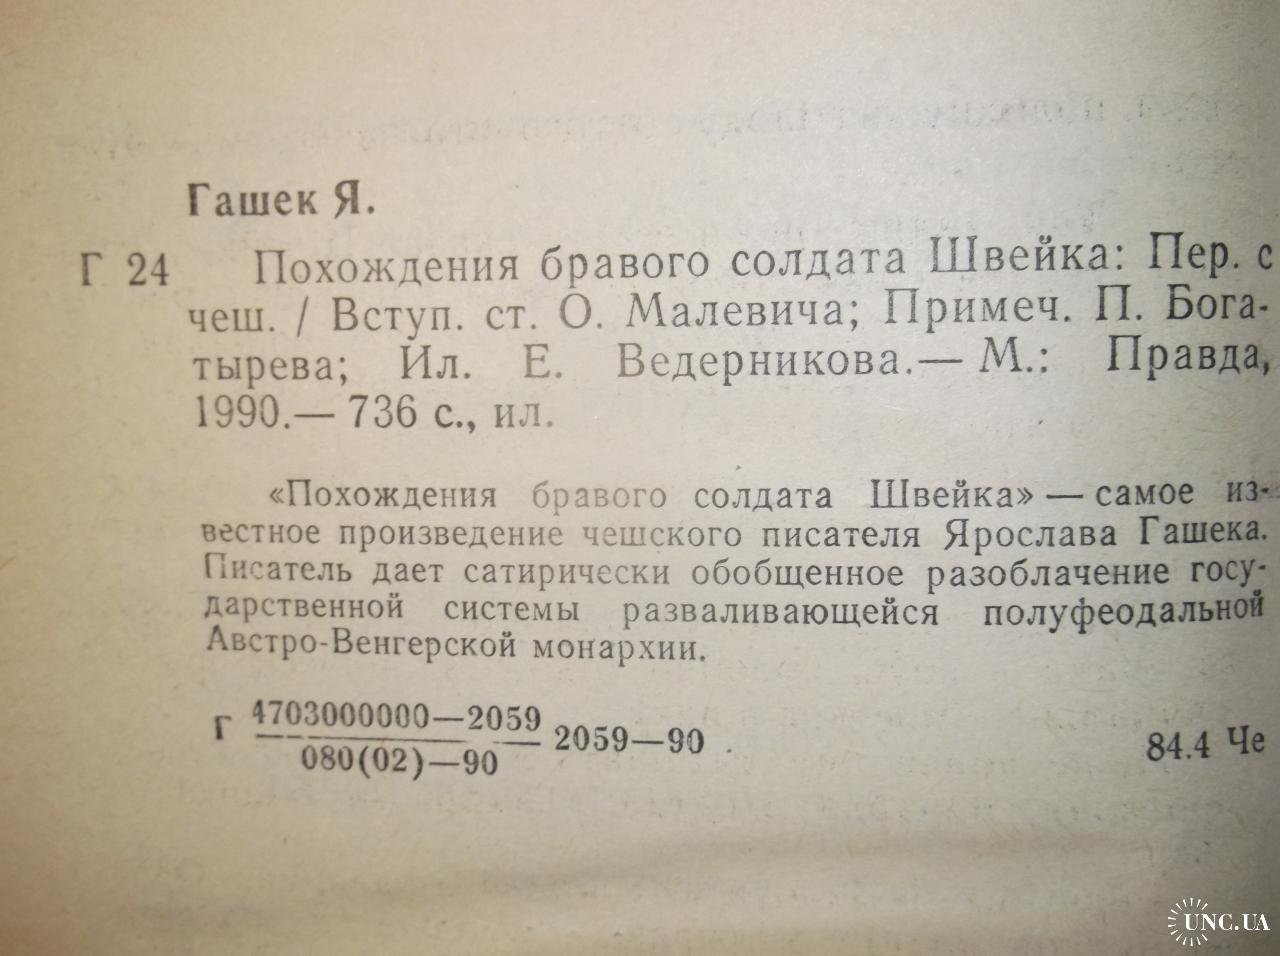 Гашек Я.
Г 24 Похождения бравого солдата Швейка: Пер. с
чеш. / Вступ. ст. О. Малевича; Примеч. П. Бога-
тырева; Ил. Е. Ведерникова.— М.: Правда,
1990.— 736 с., ил.
«Похождения бравого солдата Швейка» — самое из-
вестное произведение чешского писателя Ярослава Гашека.
Писатель дает сатирически обобщенное разоблачение госу-
дарственной системы разваливающейся полуфеодальной
Австро-Венгерской монархии.
4703000000—2059
Г 2059—90
080(02)—90
84.4 Че
UNC.UA